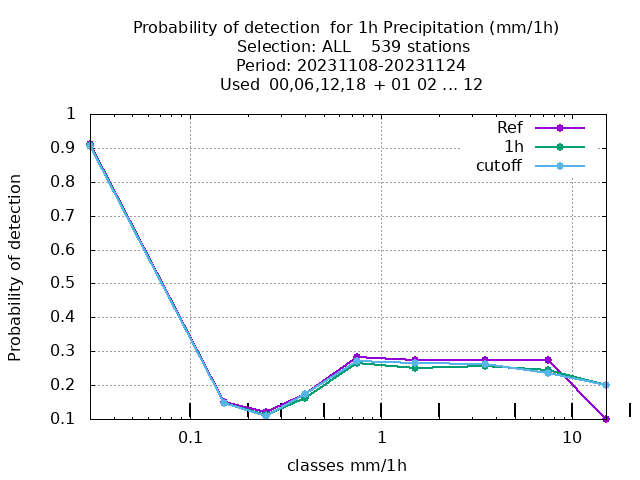 Probability of detection  for 1h Precipitation (mm/1h)
Selection: ALL    539 stations
Period: 20231108-20231124
Used  00,06,12,18  + 01 02 ... 12
Ref
1h
cutoff
Probability of detection
1
0.9
0.8
0.7
0.6
0.5
0.4
0.3
0.2
0.1
0.1 1 10
classes mm/1h